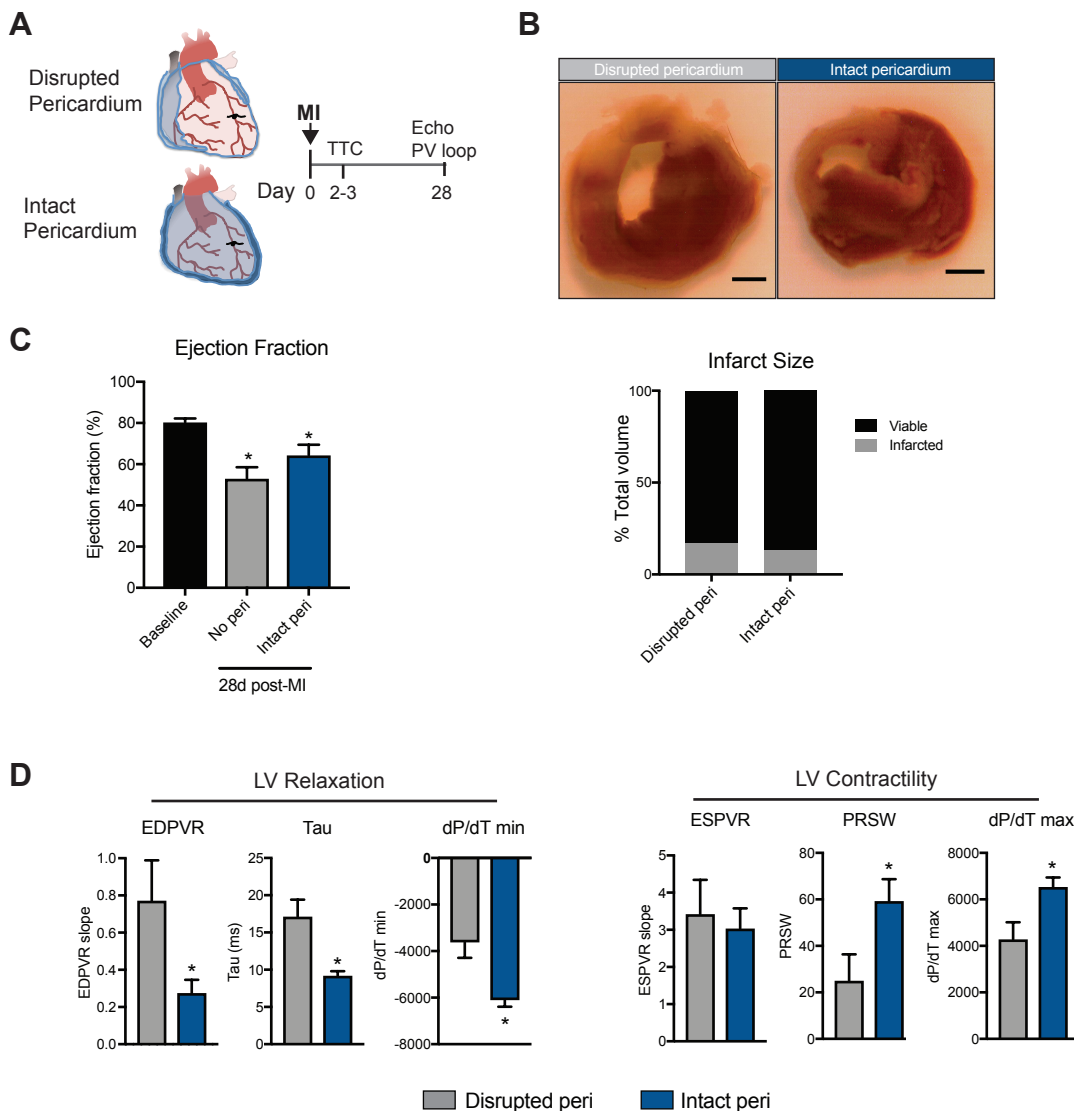 A
Disrupted
Pericardium
Intact
Pericardium
MI
TTC
Echo
PV loop
Day
0
2-3
28
B
Disrupted pericardium
Intact pericardium
C
Ejection Fraction
Ejection fraction (%)
100
80
60
40
20
0
*
*
Baseline
No peri
Intact peri
28d post-MI
Infarct Size
% Total volume
100
50
0
Viable
Infarcted
Disrupted peri
Intact peri
D
LV Relaxation
EDPVR
EDPVR slope
1.0
0.8
0.6
0.4
0.2
0.0
*
Tau
Tau (ms)
25
20
15
10
5
0
*
dP/dT min
dP/dT min
0
-2000
-4000
-6000
-8000
*
LV Contractility
ESPVR
ESPVR slope
5
4
3
2
1
0
PRSW
PRSW
80
60
40
20
0
*
dP/dT max
dP/dT max
8000
6000
4000
2000
0
*
Disrupted peri
Intact peri